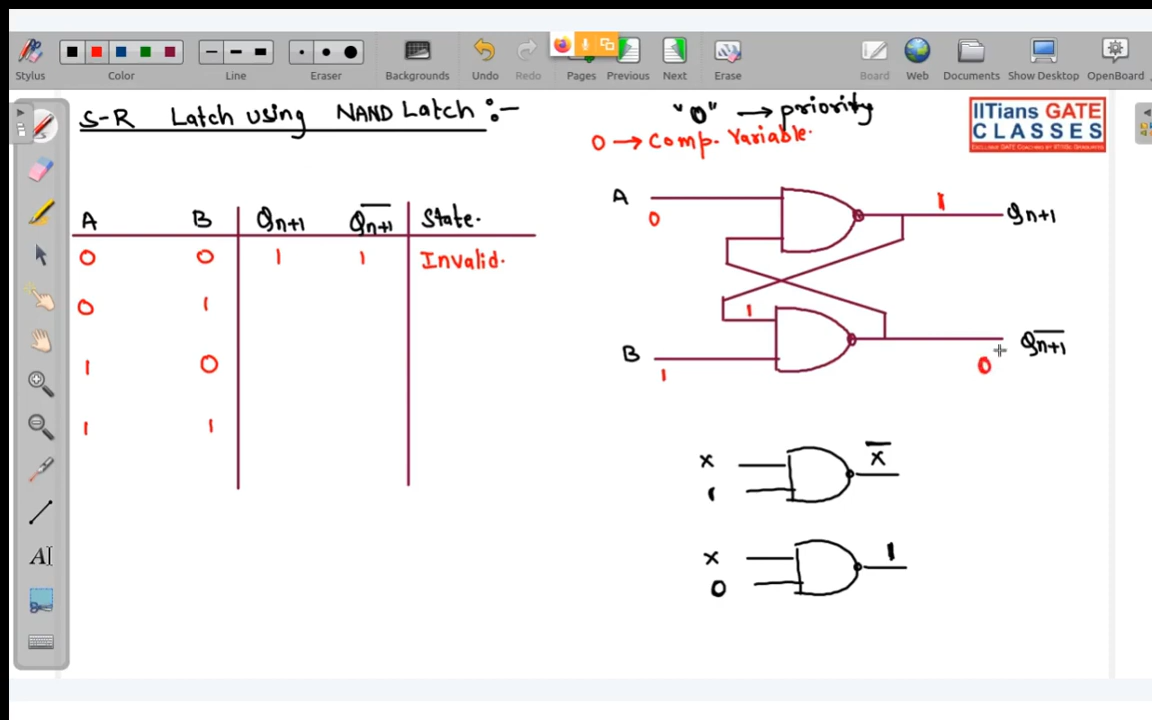 Stylus Color Line Eraser Backgrounds Undo Redo Pages Previous Next Erase Board Web Documents Show Desktop OpenBoard
S-R Latch using NAND Latch :-
"0" → priority
0 → Comp. Variable.
IITians GATE
CLASSES
A B Qn+1 Q̅n+1 State.
0 0 1 1 Invalid.
0 1
1 0
1 1
A 0 1 Qn+1
1
B 1 0 Q̅n+1
x x̅
1
x 1
0
AI